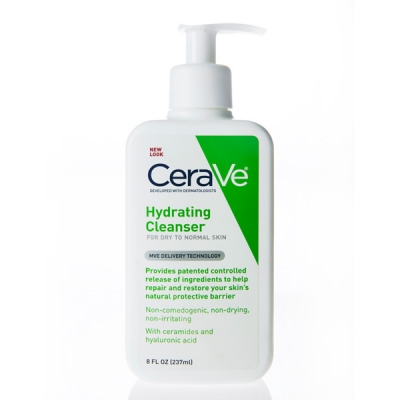 NEW
LOOK
CeraVe
DEVELOPED WITH DERMATOLOGISTS
Hydrating
Cleanser
FOR DRY TO NORMAL SKIN
MVE DELIVERY TECHNOLOGY
Provides patented controlled
release of ingredients to help
repair and restore your skin's
natural protective barrier
Non-comedogenic, non-drying,
non-irritating
With ceramides and
hyaluronic acid
8 FL OZ (237ml)